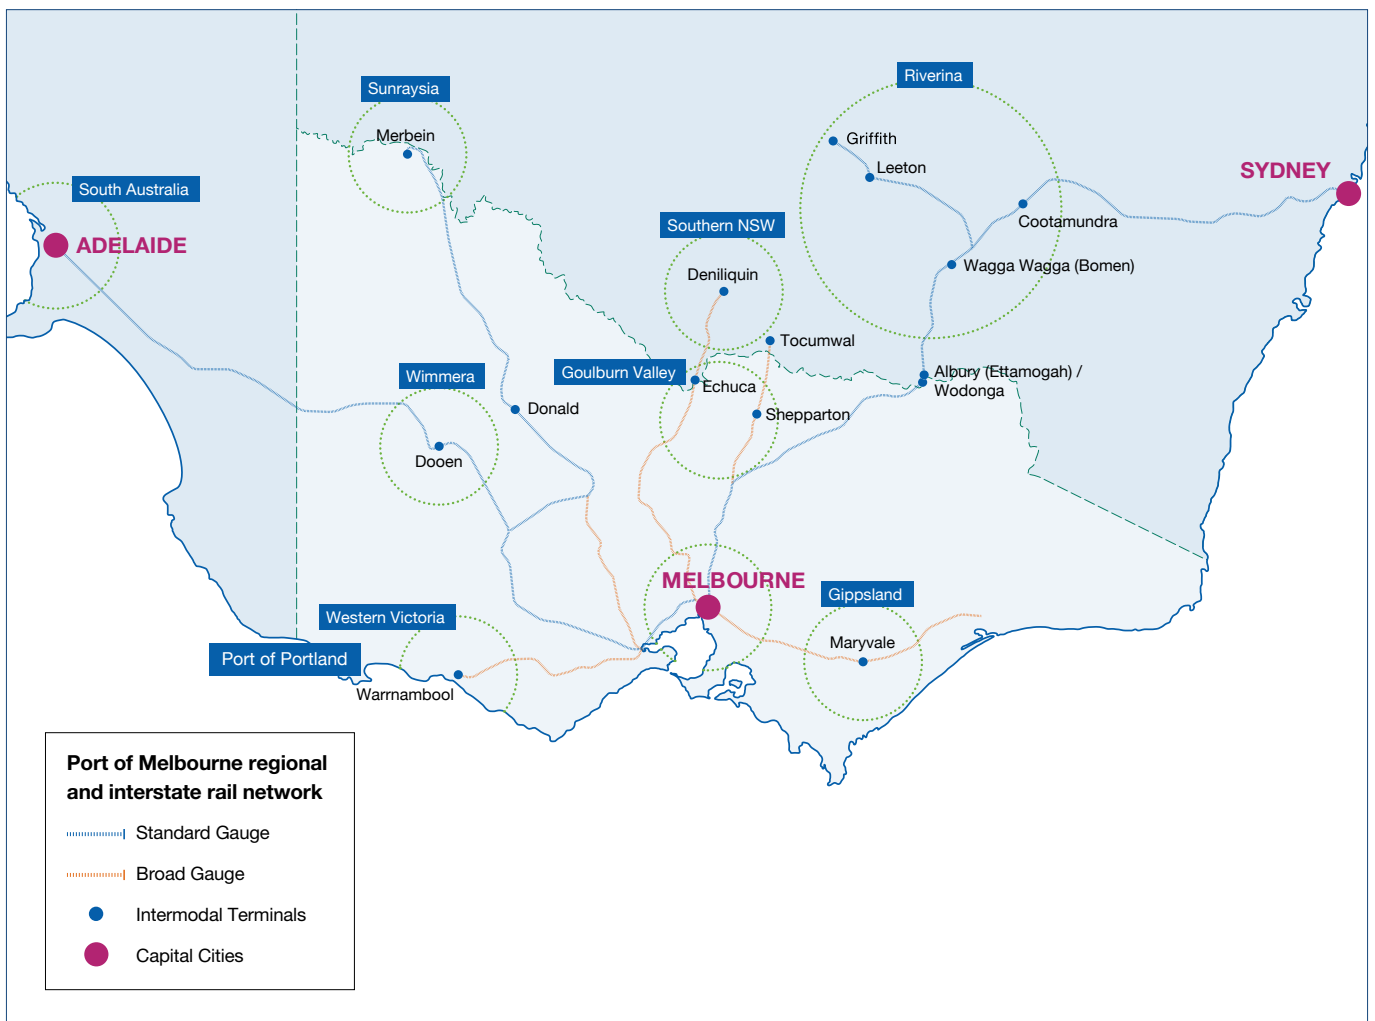 Riverina
Sunraysia
Merbein
Griffith
Leeton
SYDNEY
South Australia
Cootamundra
Southern NSW
ADELAIDE
Wagga Wagga (Bomen)
Deniliquin
Tocumwal
Goulburn Valley
Albury (Ettamogah) /
Wodonga
Wimmera
Echuca
Donald
Shepparton
Dooen
MELBOURNE
Gippsland
Western Victoria
Maryvale
Port of Portland
Warrnambool
Port of Melbourne regional
and interstate rail network
Standard Gauge
Broad Gauge
Intermodal Terminals
Capital Cities